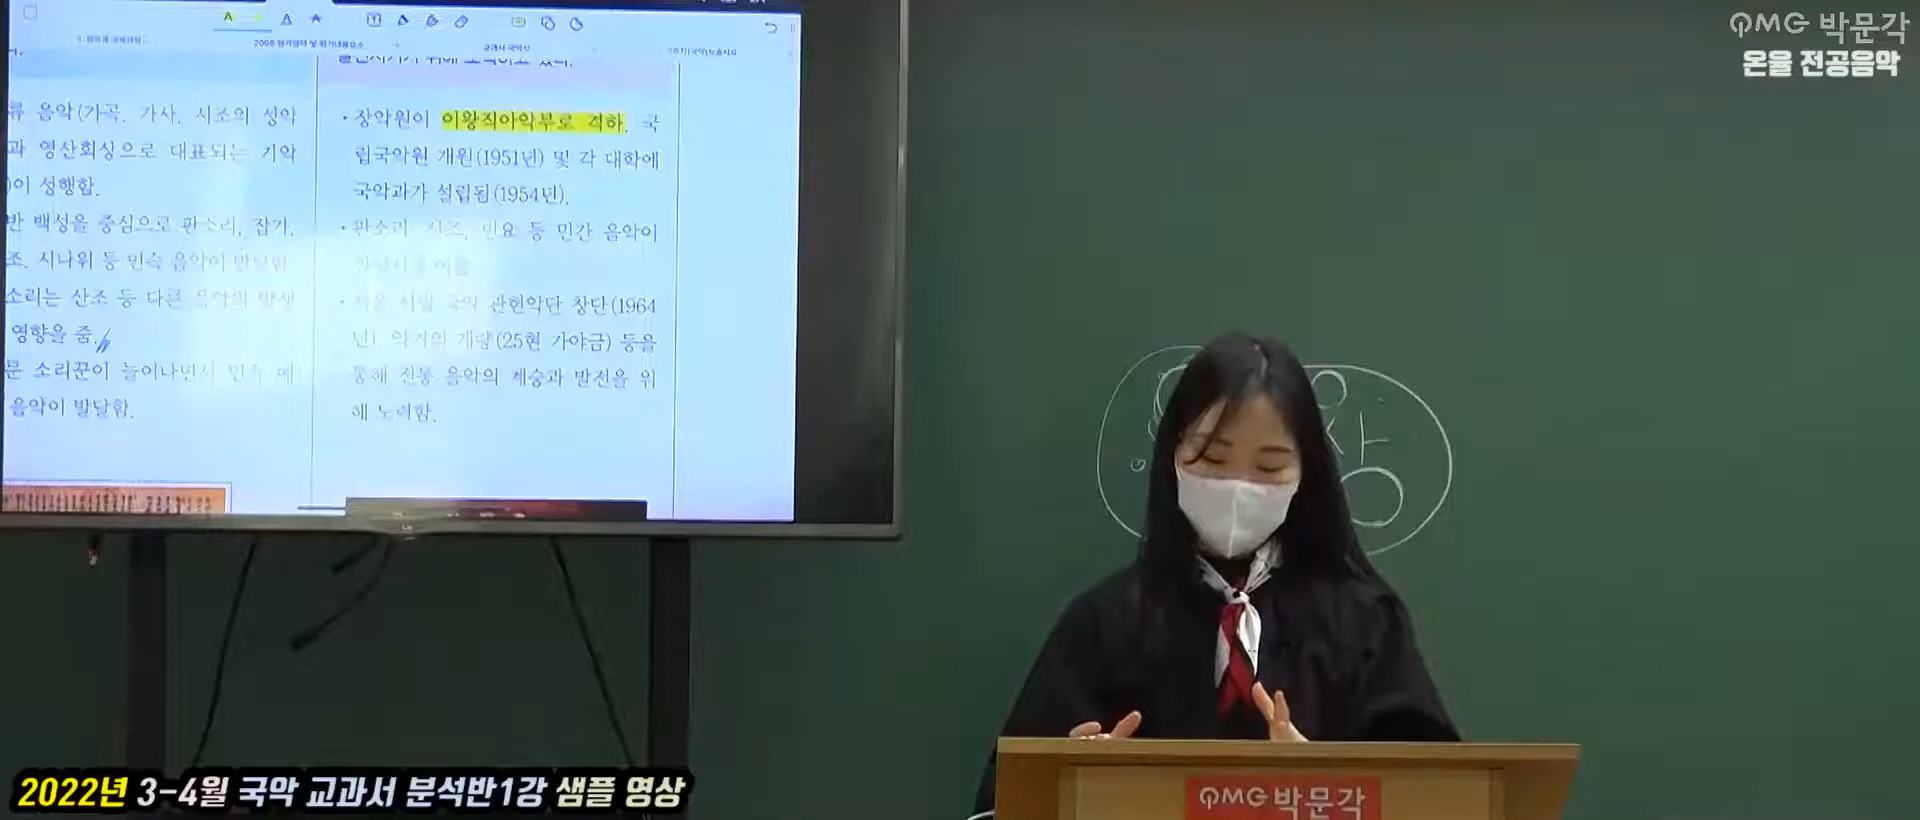 PMG 박문각
온율 전공음악
교과서 국악사
류 음악(가곡, 가사, 시조의 성악
과 영산회상으로 대표되는 기악
)이 성행함.
반 백성을 중심으로 판소리, 잡가,
조, 시나위 등 민속 음악이 발달함.
소리는 산조 등 다른 음악의 발생
영향을 줌.
문 소리꾼이 늘어나면서 민속 예
음악이 발달함.
· 장악원이 이왕직아악부로 격하, 국
립국악원 개원(1951년) 및 각 대학에
국악과가 설립됨(1954년).
· 판소리, 시조, 민요 등 민간 음악이
· 서울 시립 국악 관현악단 창단(1964
년), 악기의 개량(25현 가야금) 등을
통해 전통 음악의 계승과 발전을 위
해 노력함.
2022년 3-4월 국악 교과서 분석반1강 샘플 영상
PMG 박문각